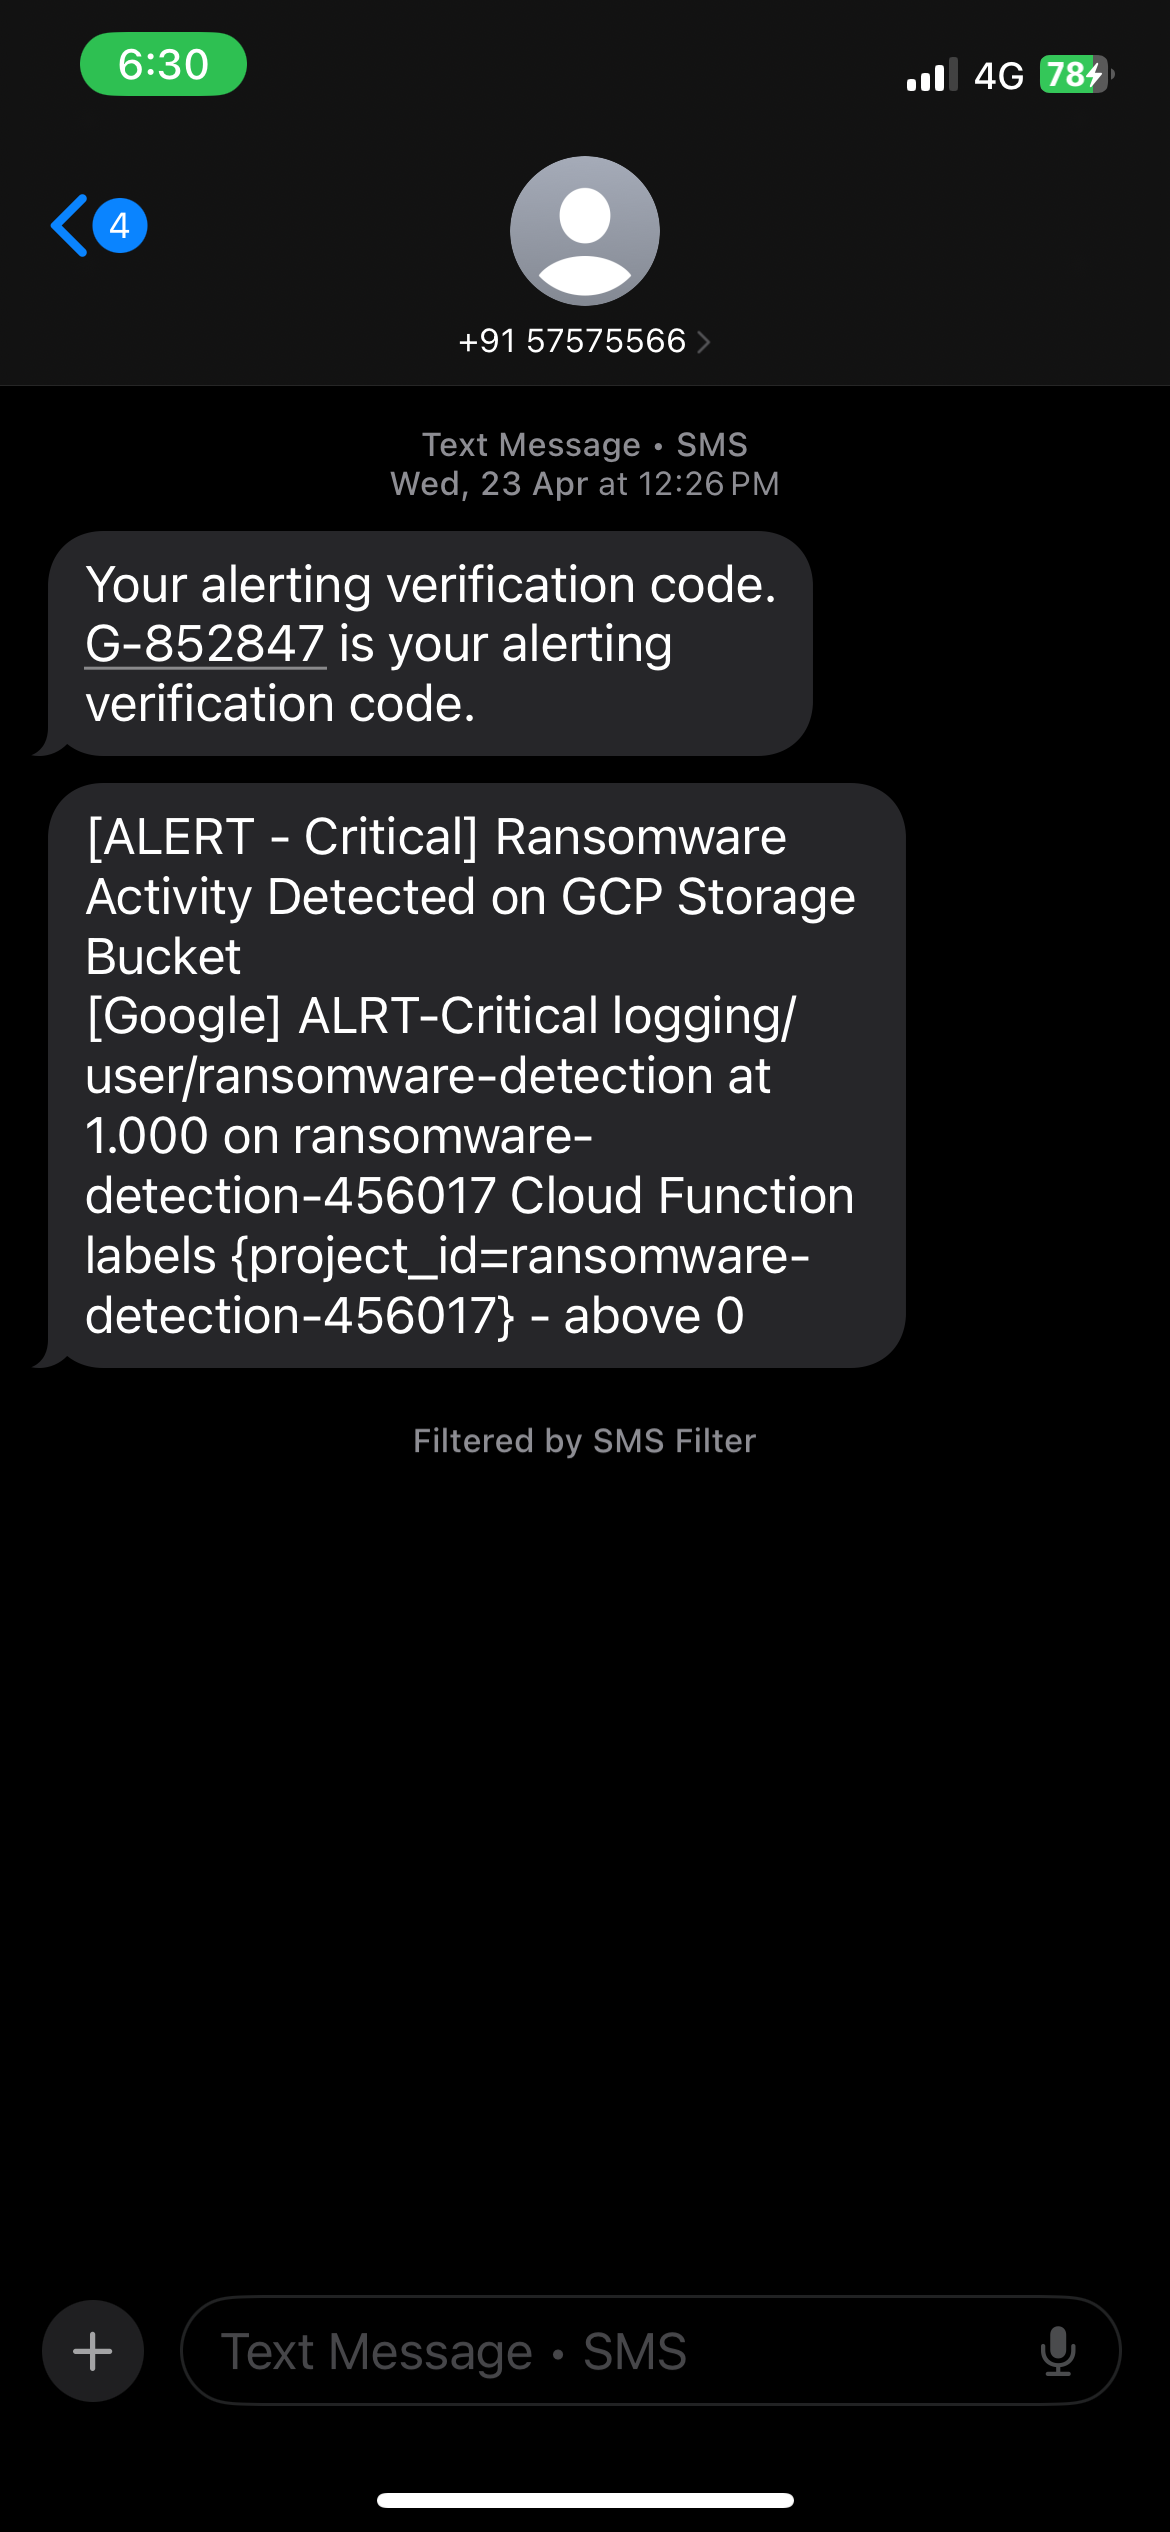 6:30
4G 78
4
+91 57575566
Text Message • SMS
Wed, 23 Apr at 12:26 PM
Your alerting verification code.
G-852847 is your alerting
verification code.
[ALERT - Critical] Ransomware
Activity Detected on GCP Storage
Bucket
[Google] ALRT-Critical logging/
user/ransomware-detection at
1.000 on ransomware-
detection-456017 Cloud Function
labels {project_id=ransomware-
detection-456017} - above 0
Filtered by SMS Filter
Text Message • SMS